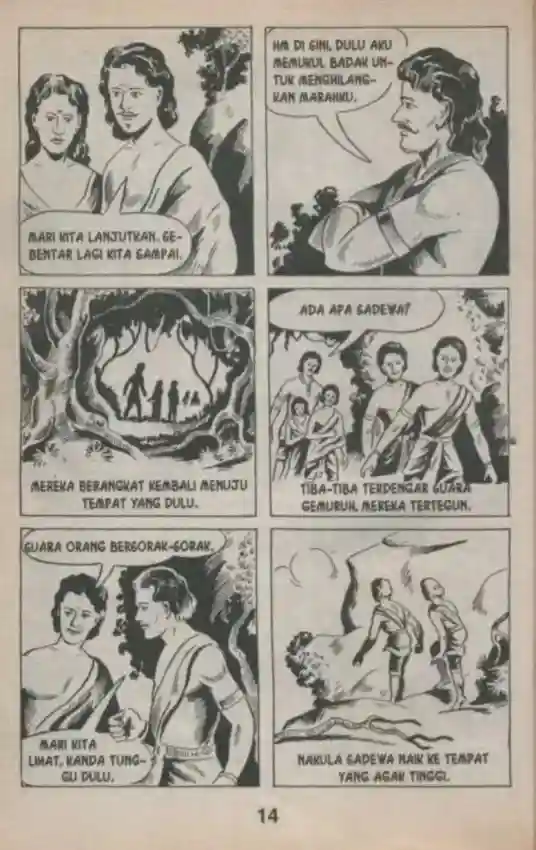 MARI KITA LANJUTKAN. SE-
BENTAR LAGI KITA SAMPAI.
HM DI SINI, DULU AKU
MEMUKUL BADAK UN-
TUK MENGHILANG-
KAN MARAHKU.
MEREKA BERANGKAT KEMBALI MENUJU
TEMPAT YANG DULU.
ADA APA SADEWA?
TIBA-TIBA TERDENGAR SUARA
GEMURUH, MEREKA TERTEGUN.
SUARA ORANG BERSORAK-SORAK.
MARI KITA
LIHAT, KANDA TUNG-
GU DULU.
NAKULA SADEWA NAIK KE TEMPAT
YANG AGAK TINGGI.
14